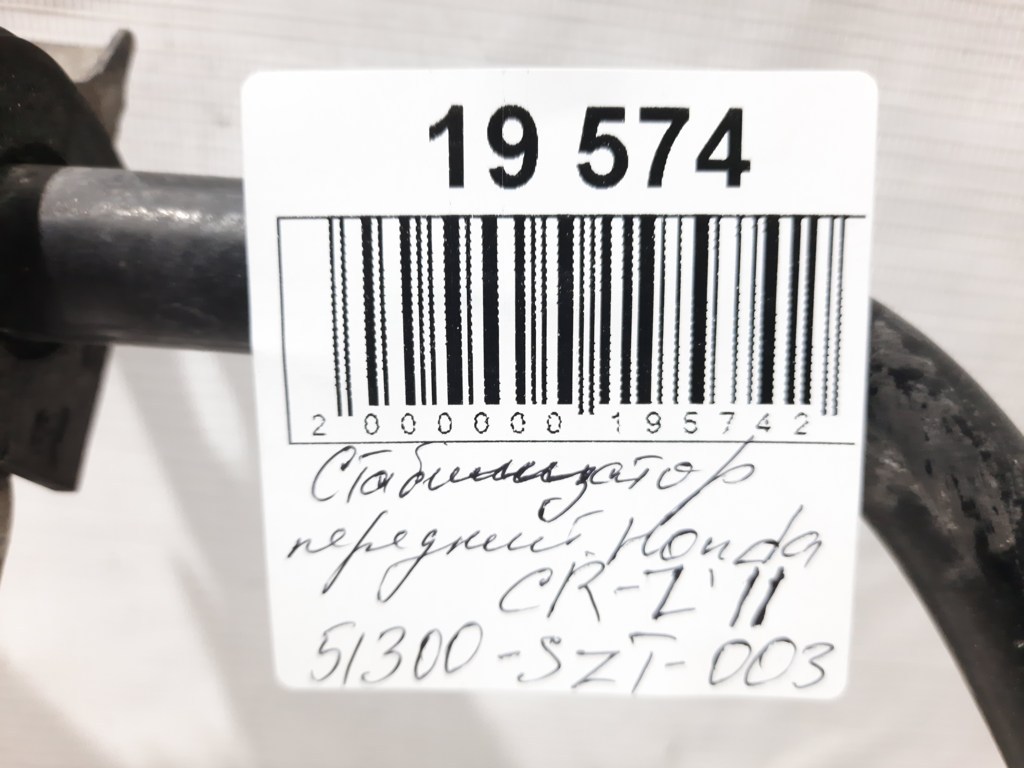 19 574
2 000000 195742
Стабилизатор
передний Honda
CR-Z'11
51300-SZT-003